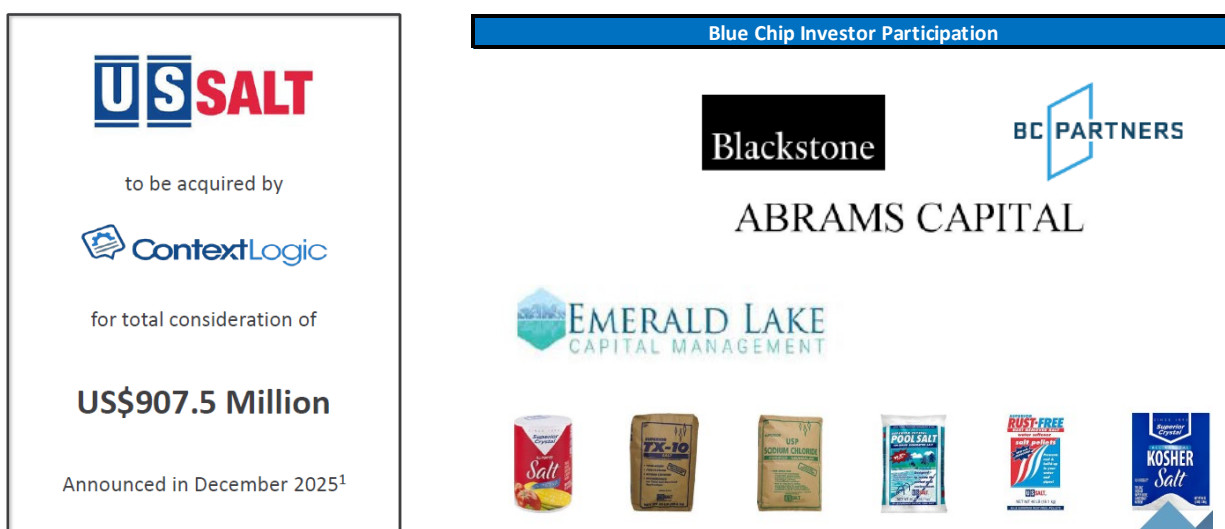 US SALT
to be acquired by
ContextLogic
for total consideration of
US$907.5 Million
Announced in December 2025¹
Blue Chip Investor Participation
Blackstone
BC PARTNERS
ABRAMS CAPITAL
EMERALD LAKE
CAPITAL MANAGEMENT
Superior
Crystal
Salt
TX-10
USP
SODIUM CHLORIDE
POOL SALT
RUST-FREE
salt pellets
US SALT
Superior
Crystal
KOSHER
Salt